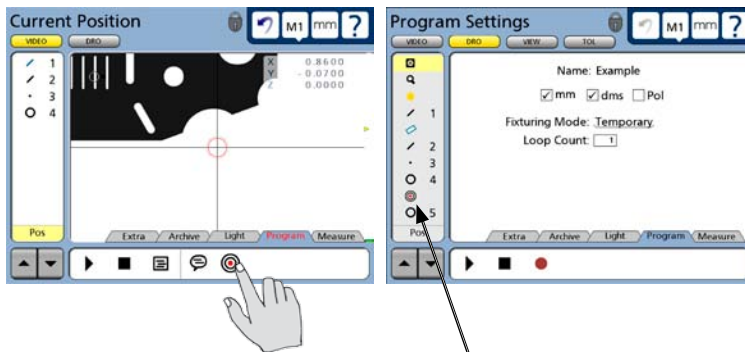 Current Position
M1 mm ?
VIDEO DRO
1
2
3
4
X 0.8600
Y - 0.0700
Z 0.0000
Pos
Extra Archive Light Program Measure
Program Settings
M1 mm ?
VIDEO DRO VIEW TOL
Name: Example
mm dms Pol
Fixturing Mode: Temporary
Loop Count: 1
1
2
3
4
5
Pos
Extra Archive Light Program Measure